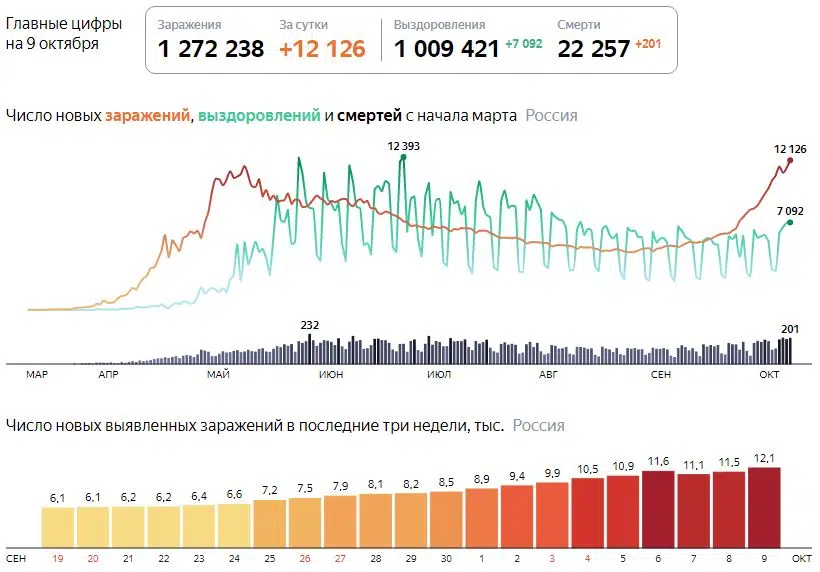 Главные цифры
на 9 октября
Заражения За сутки Выздоровления Смерти
1 272 238 +12 126 1 009 421 +7 092 22 257 +201
Число новых заражений, выздоровлений и смертей с начала марта Россия
12 393
12 126
7 092
232
201
МАР АПР МАЙ ИЮН ИЮЛ АВГ СЕН ОКТ
Число новых выявленных заражений в последние три недели, тыс. Россия
6,1 6,1 6,2 6,2 6,4 6,6 7,2 7,5 7,9 8,1 8,2 8,5 8,9 9,4 9,9 10,5 10,9 11,6 11,1 11,5 12,1
СЕН 19 20 21 22 23 24 25 26 27 28 29 30 1 2 3 4 5 6 7 8 9 ОКТ